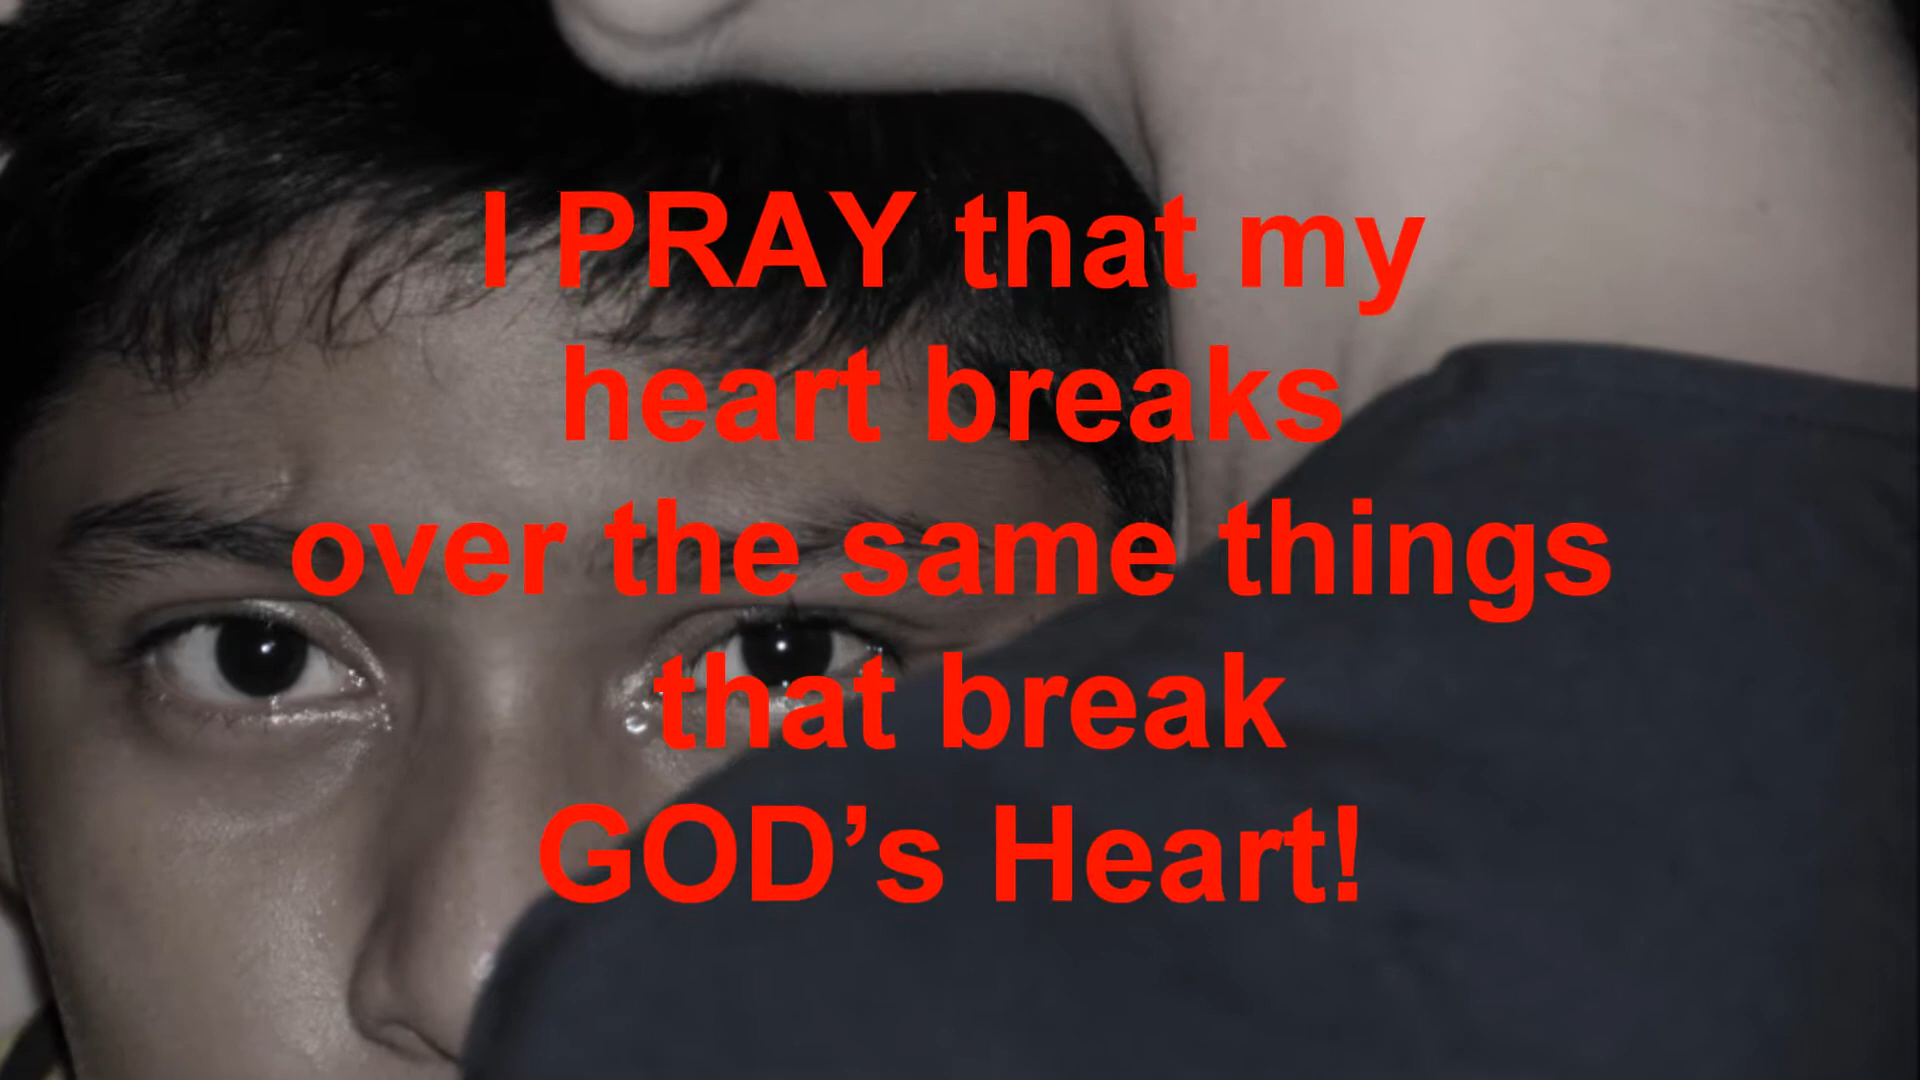 I PRAY that my
heart breaks
over the same things
that break
GOD’s Heart!